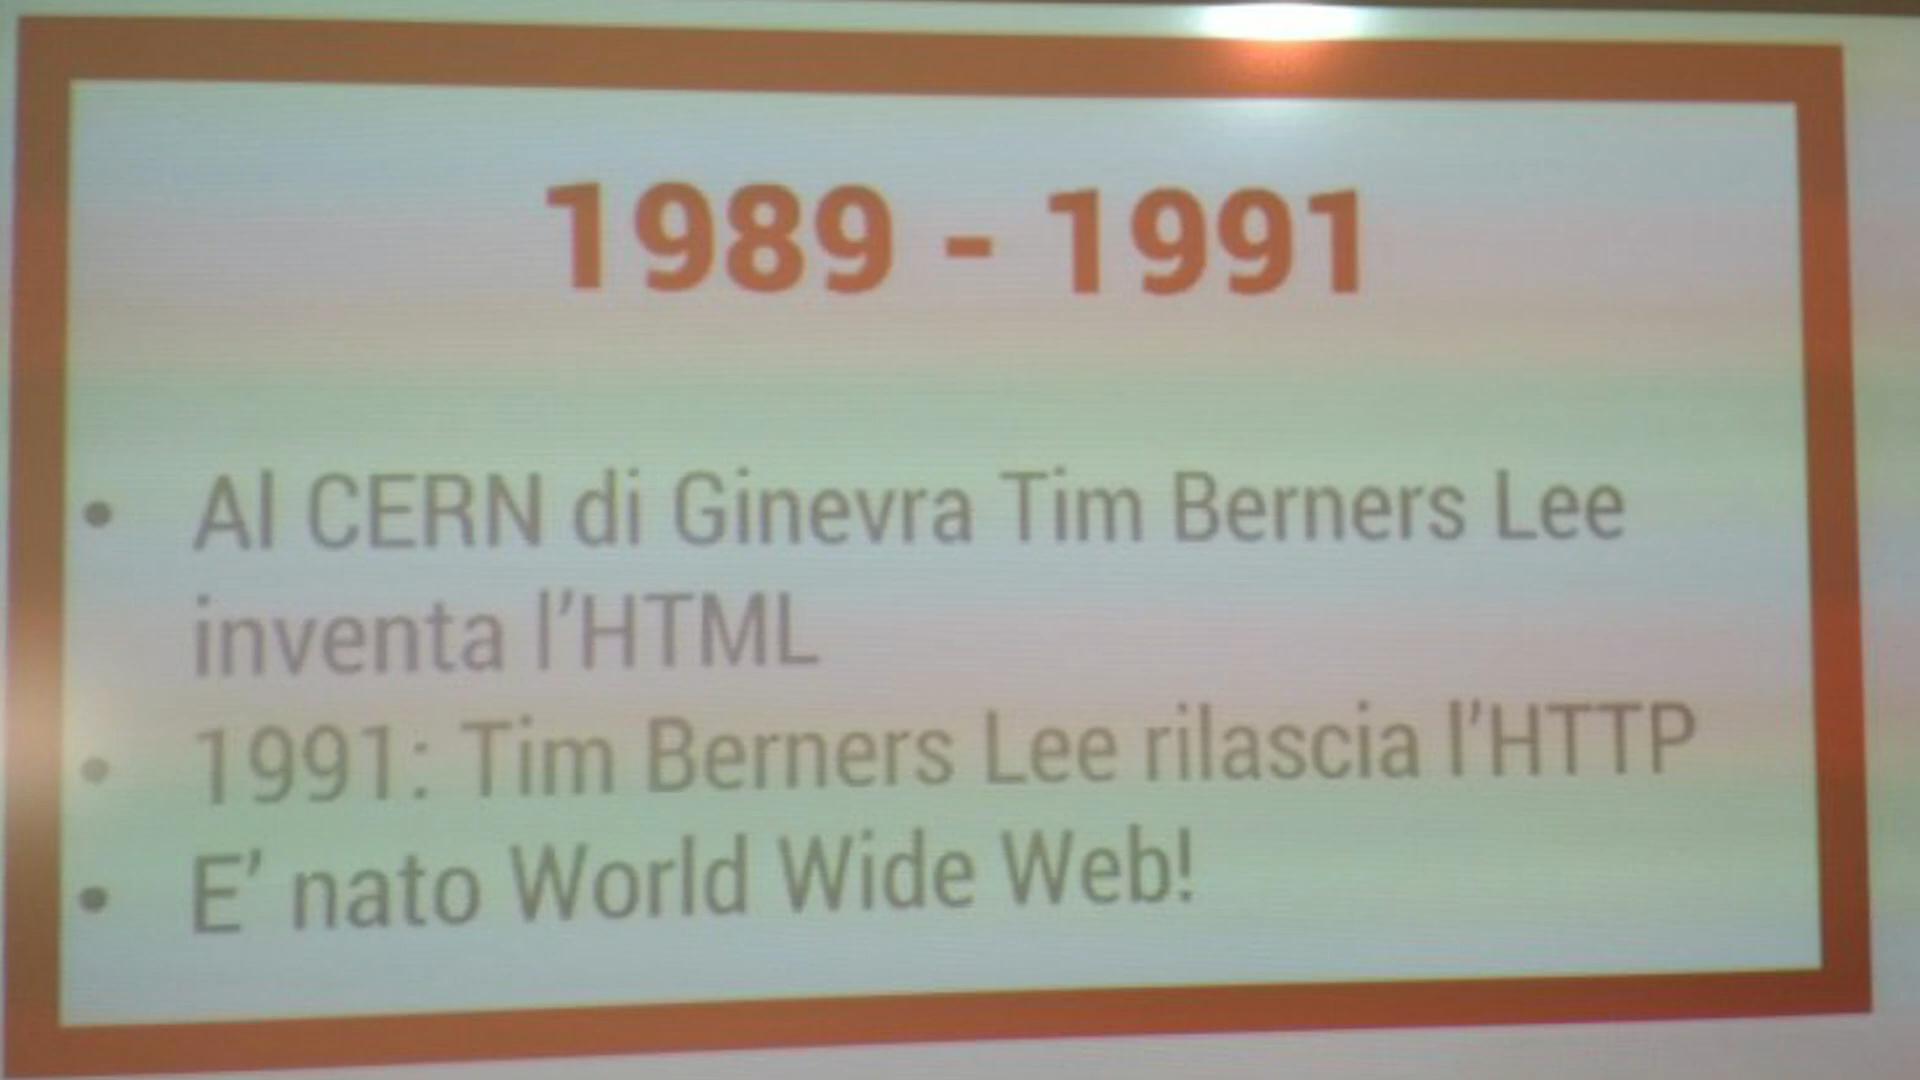 1989 - 1991
• Al CERN di Ginevra Tim Berners Lee
inventa l’HTML
• 1991: Tim Berners Lee rilascia l’HTTP
• E’ nato World Wide Web!